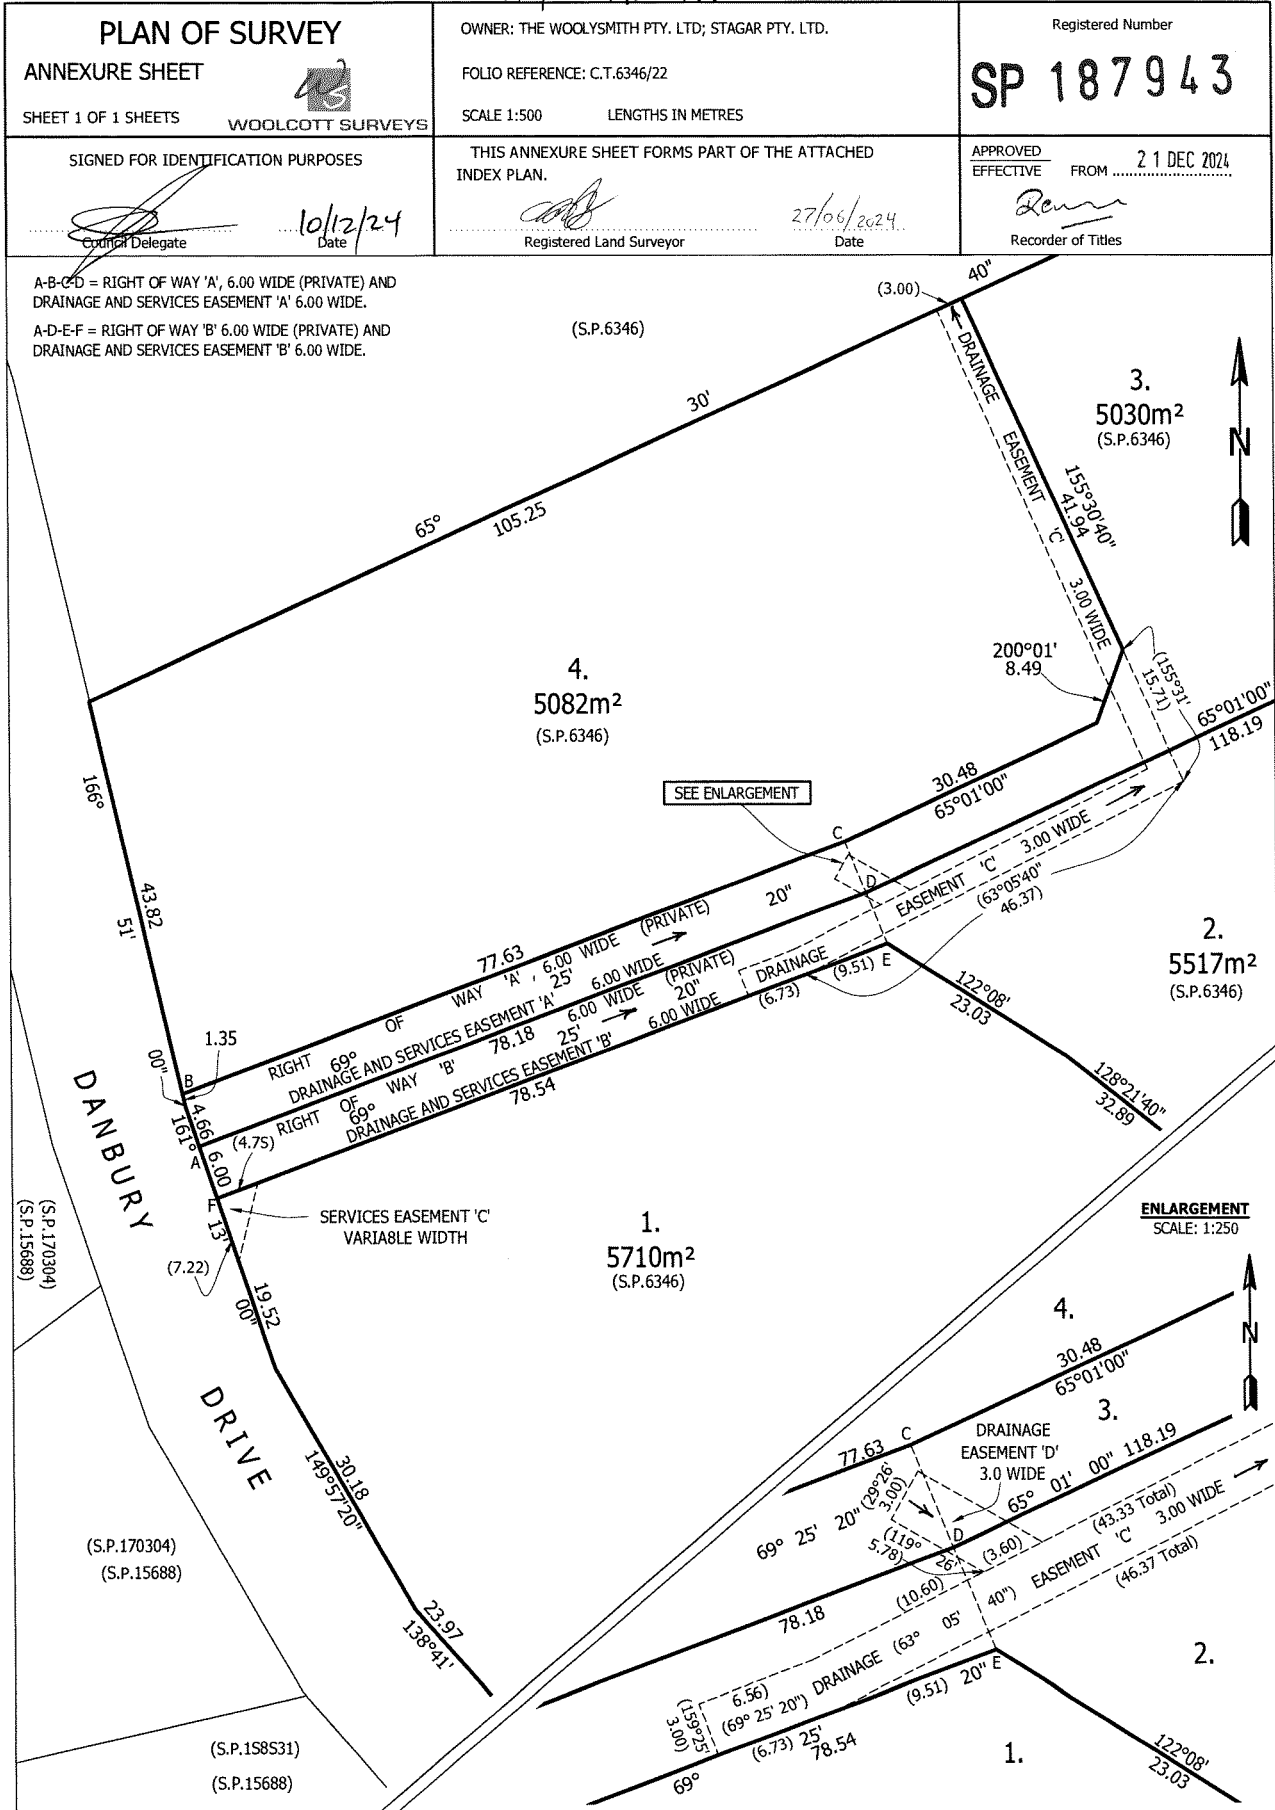 PLAN OF SURVEY
ANNEXURE SHEET
SHEET 1 OF 1 SHEETS
WS
WOOLCOTT SURVEYS
OWNER: THE WOOLYSMITH PTY. LTD; STAGAR PTY. LTD.
FOLIO REFERENCE: C.T.6346/22
SCALE 1:500 LENGTHS IN METRES
Registered Number
SP 187943
SIGNED FOR IDENTIFICATION PURPOSES
10/12/24
Council Delegate Date
THIS ANNEXURE SHEET FORMS PART OF THE ATTACHED
INDEX PLAN.
27/06/2024
Registered Land Surveyor Date
APPROVED
EFFECTIVE FROM 21 DEC 2024
Recorder of Titles
A-B-C-D = RIGHT OF WAY 'A', 6.00 WIDE (PRIVATE) AND
DRAINAGE AND SERVICES EASEMENT 'A' 6.00 WIDE.
A-D-E-F = RIGHT OF WAY 'B' 6.00 WIDE (PRIVATE) AND
DRAINAGE AND SERVICES EASEMENT 'B' 6.00 WIDE.
(S.P.6346)
(3.00)
40"
30'
65°
105.25
DRAINAGE EASEMENT 'C' 3.00 WIDE
155°30'40"
41.94
3.
5030m²
(S.P.6346)
N
200°01'
8.49
(155°31'
15.71)
65°01'00"
118.19
4.
5082m²
(S.P.6346)
166°
43.82
51'
00"
1.35
SEE ENLARGEMENT
30.48
65°01'00"
C
D
77.63
20"
RIGHT OF WAY 'A', 6.00 WIDE (PRIVATE)
69° 25'
DRAINAGE AND SERVICES EASEMENT 'A' 6.00 WIDE
78.18
RIGHT OF WAY 'B' 6.00 WIDE (PRIVATE)
69° 25' 20"
DRAINAGE AND SERVICES EASEMENT 'B' 6.00 WIDE
78.54
DRAINAGE EASEMENT 'C' 3.00 WIDE
(63°05'40"
46.37)
(6.73)
(9.51)
E
122°08'
23.03
128°21'40"
32.89
2.
5517m²
(S.P.6346)
B
4.66
161°
A
6.00
(4.75)
F
13'
(7.22)
19.52
00"
SERVICES EASEMENT 'C'
VARIA8LE WIDTH
1.
5710m²
(S.P.6346)
DANBURY
DRIVE
30.18
149°57'20"
23.97
138°41'
(S.P.170304)
(S.P.15688)
(S.P.170304)
(S.P.15688)
(S.P.158S31)
(S.P.15688)
ENLARGEMENT
SCALE: 1:250
N
4.
30.48
65°01'00"
3.
C
77.63
DRAINAGE
EASEMENT 'D'
3.0 WIDE
(29°26'
3.00)
65° 01' 00" 118.19
69° 25' 20"
D
(119° 26'
5.78)
(3.60)
(43.33 Total)
EASEMENT 'C' 3.00 WIDE
(46.37 Total)
(10.60)
78.18
DRAINAGE (63° 05' 40")
6.56)
(69° 25' 20")
(159°25'
3.00)
(6.73)
(9.51)
E
69° 25' 20"
78.54
2.
1.
122°08'
23.03